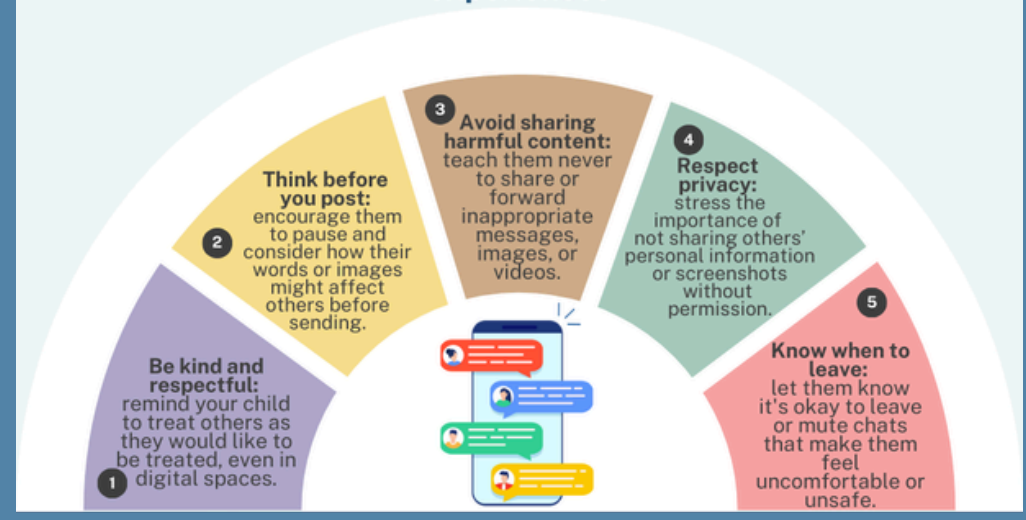 1
Be kind and
respectful:
remind your child
to treat others as
they would like to
be treated, even in
digital spaces.
2
Think before
you post:
encourage them
to pause and
consider how their
words or images
might affect
others before
sending.
3
Avoid sharing
harmful content:
teach them never
to share or
forward
inappropriate
messages,
images, or
videos.
4
Respect
privacy:
stress the
importance of
not sharing others’
personal information
or screenshots
without
permission.
5
Know when to
leave:
let them know
it's okay to leave
or mute chats
that make them
feel
uncomfortable or
unsafe.